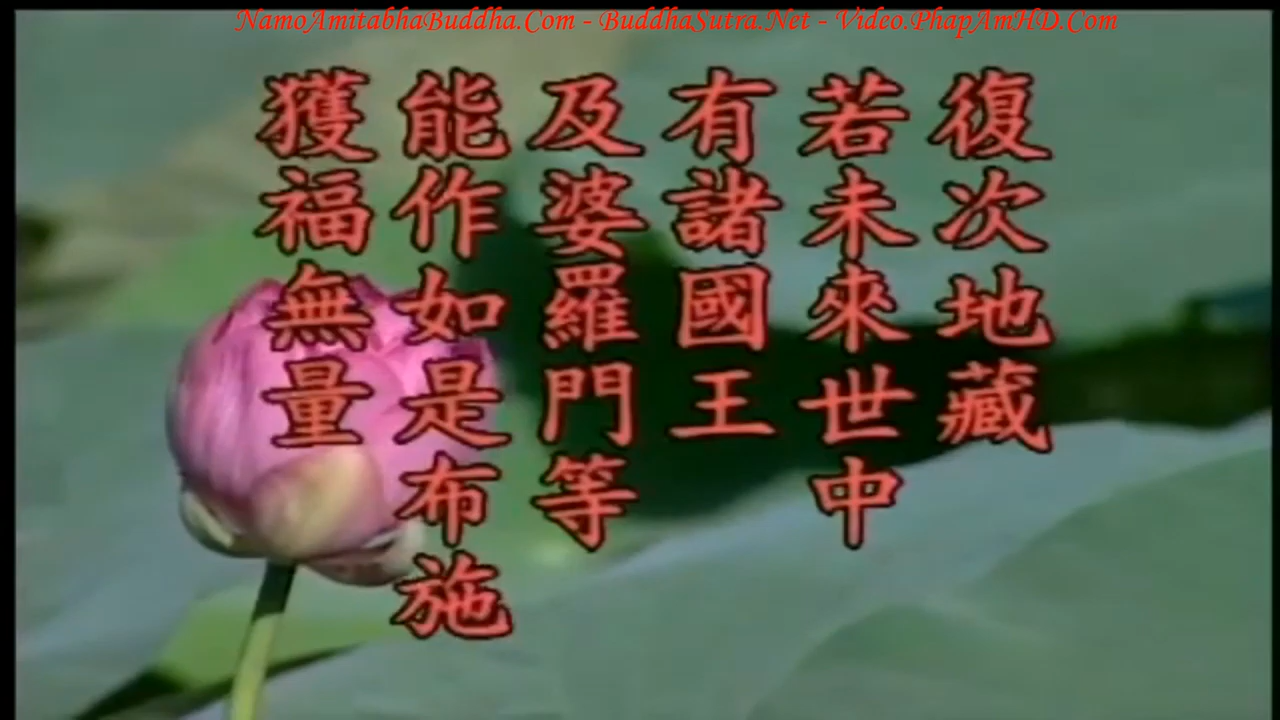 NamoAmitabhaBuddha.Com - BuddhaSutra.Net - Video.PhapAmHD.Com
復次地藏
若未來世中
有諸國王
及婆羅門等
能作如是布施
獲福無量